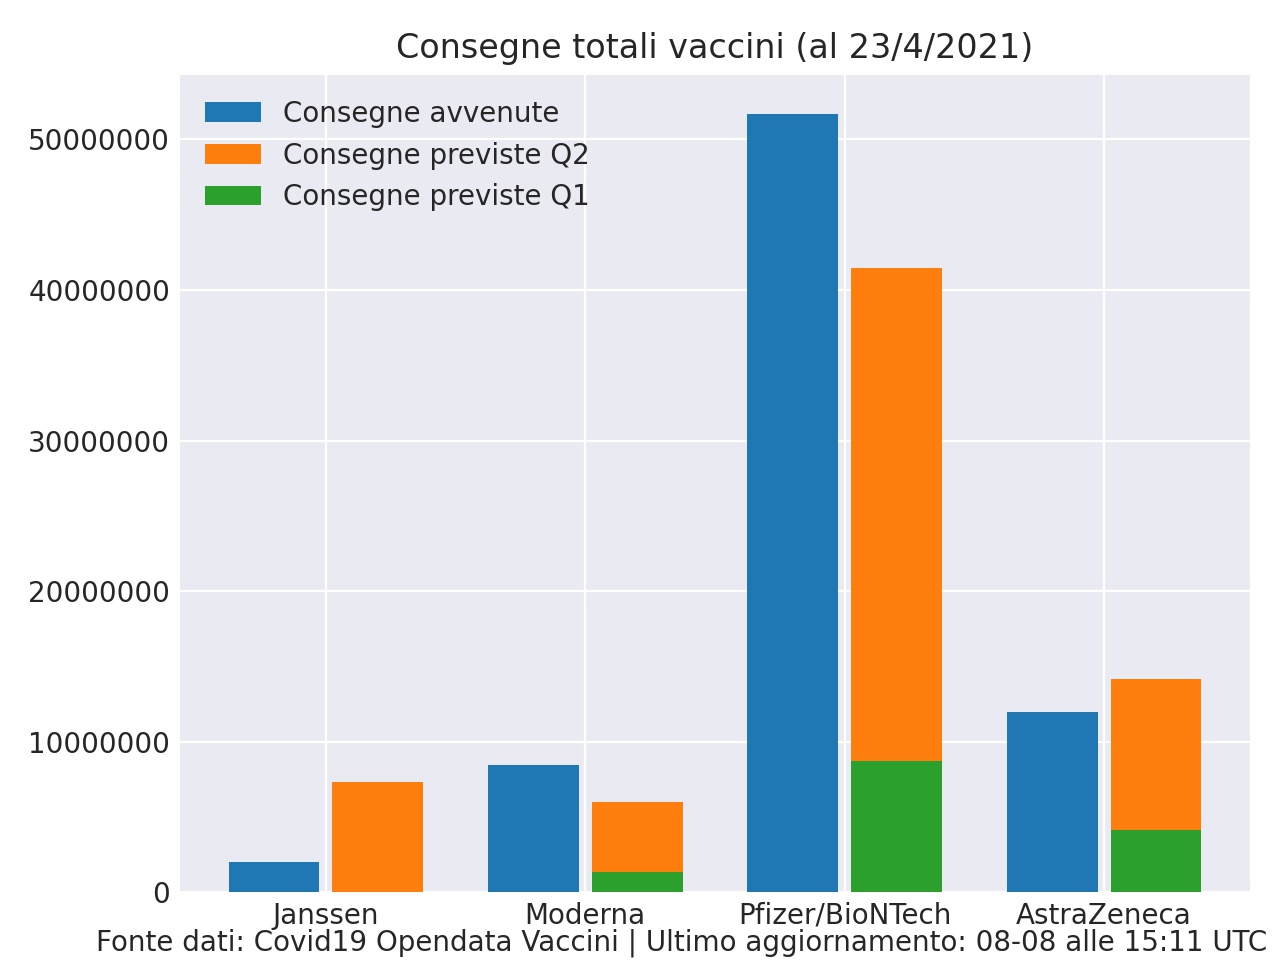 Consegne totali vaccini (al 23/4/2021)
Consegne avvenute
Consegne previste Q2
Consegne previste Q1
50000000
40000000
30000000
20000000
10000000
0
Janssen Moderna Pfizer/BioNTech AstraZeneca
Fonte dati: Covid19 Opendata Vaccini | Ultimo aggiornamento: 08-08 alle 15:11 UTC